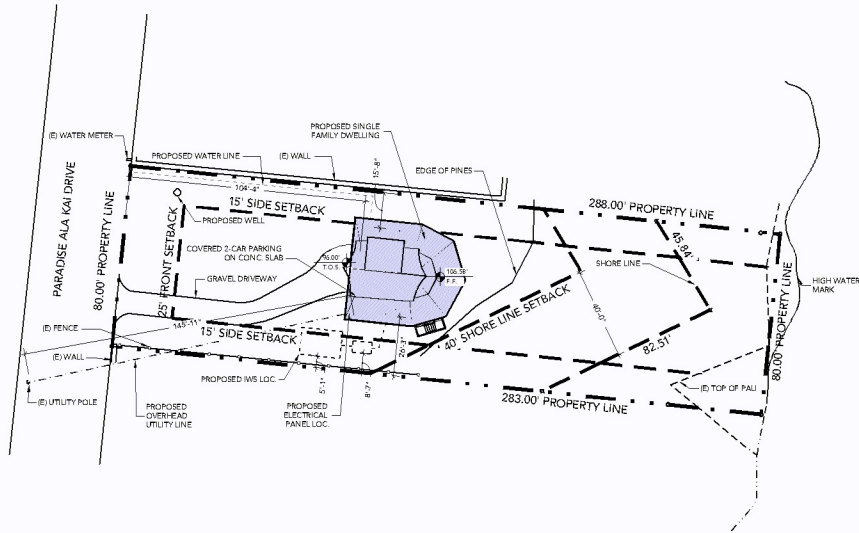 (E) WATER METER
PROPOSED WATER LINE
(E) WALL
PROPOSED SINGLE
FAMILY DWELLING
EDGE OF PINES
15'-8"
104'-4"
15' SIDE SETBACK
288.00' PROPERTY LINE
45.84'
PARADISE ALA KAI DRIVE
80.00' PROPERTY LINE
25' FRONT SETBACK
PROPOSED WELL
COVERED 2-CAR PARKING
ON CONC. SLAB
GRAVEL DRIVEWAY
96.00'
T.O.S.
106.58'
F.F.
SHORE LINE
80.00' PROPERTY LINE
HIGH WATER
MARK
40' SHORE LINE SETBACK
40'-0"
82.51'
(E) FENCE
145'-11"
15' SIDE SETBACK
(E) WALL
PROPOSED IWS LOC.
5'-1"
8'-7"
26'-3"
(E) TOP OF PALI
283.00' PROPERTY LINE
(E) UTILITY POLE
PROPOSED
OVERHEAD
UTILITY LINE
PROPOSED
ELECTRICAL
PANEL LOC.